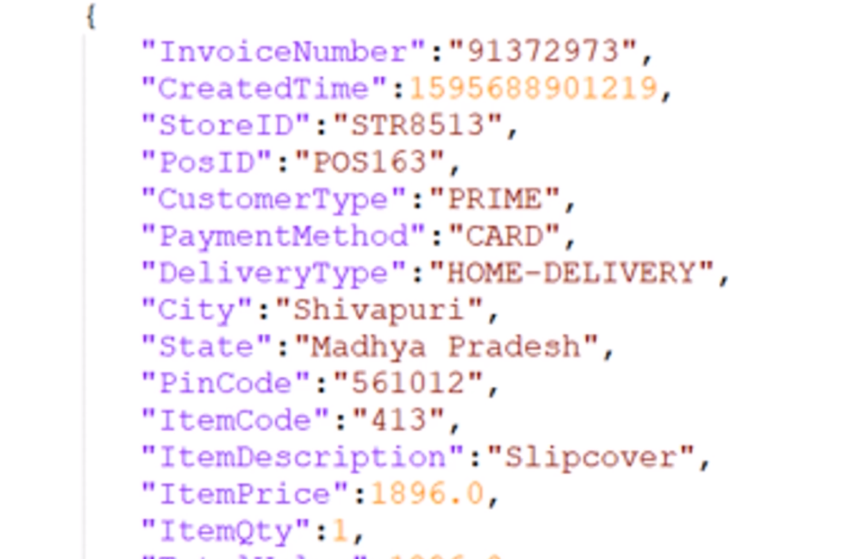 {
"InvoiceNumber":"91372973",
"CreatedTime":1595688901219,
"StoreID":"STR8513",
"PosID":"POS163",
"CustomerType":"PRIME",
"PaymentMethod":"CARD",
"DeliveryType":"HOME-DELIVERY",
"City":"Shivapuri",
"State":"Madhya Pradesh",
"PinCode":"561012",
"ItemCode":"413",
"ItemDescription":"Slipcover",
"ItemPrice":1896.0,
"ItemQty":1,